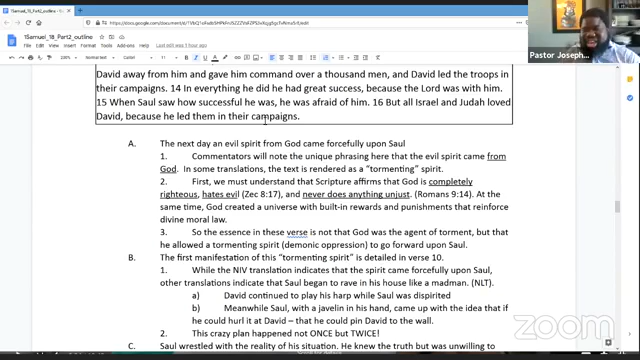 1Samuel_18_Part2_outline
File Edit View Insert Format Tools Add-ons Help
Last edit was 1 hour ago
David away from him and gave him command over a thousand men, and David led the troops in
their campaigns. 14 In everything he did he had great success, because the Lord was with him.
15 When Saul saw how successful he was, he was afraid of him. 16 But all Israel and Judah loved
David, because he led them in their campaigns.
A. The next day an evil spirit from God came forcefully upon Saul
1. Commentators will note the unique phrasing here that the evil spirit came from
God. In some translations, the text is rendered as a “tormenting” spirit.
2. First, we must understand that Scripture affirms that God is completely
righteous, hates evil (Zec 8:17), and never does anything unjust. (Romans 9:14). At the
same time, God created a universe with built-in rewards and punishments that reinforce
divine moral law.
3. So the essence in these verse is not that God was the agent of torment, but that
he allowed a tormenting spirit (demonic oppression) to go forward upon Saul.
B. The first manifestation of this “tormenting spirit” is detailed in verse 10.
1. While the NIV translation indicates that the spirit came forcefully upon Saul,
other translations indicate that Saul began to rave in his house like a madman. (NLT).
a) David continued to play his harp while Saul was dispirited
b) Meanwhile Saul, with a javelin in his hand, came up with the idea that if
he could hurl it at David – that he could pin David to the wall.
2. This crazy plan happened not ONCE but TWICE!
C. Saul wrestled with the reality of his situation. He knew the truth but was unwilling to
Pastor Joseph...
zoom